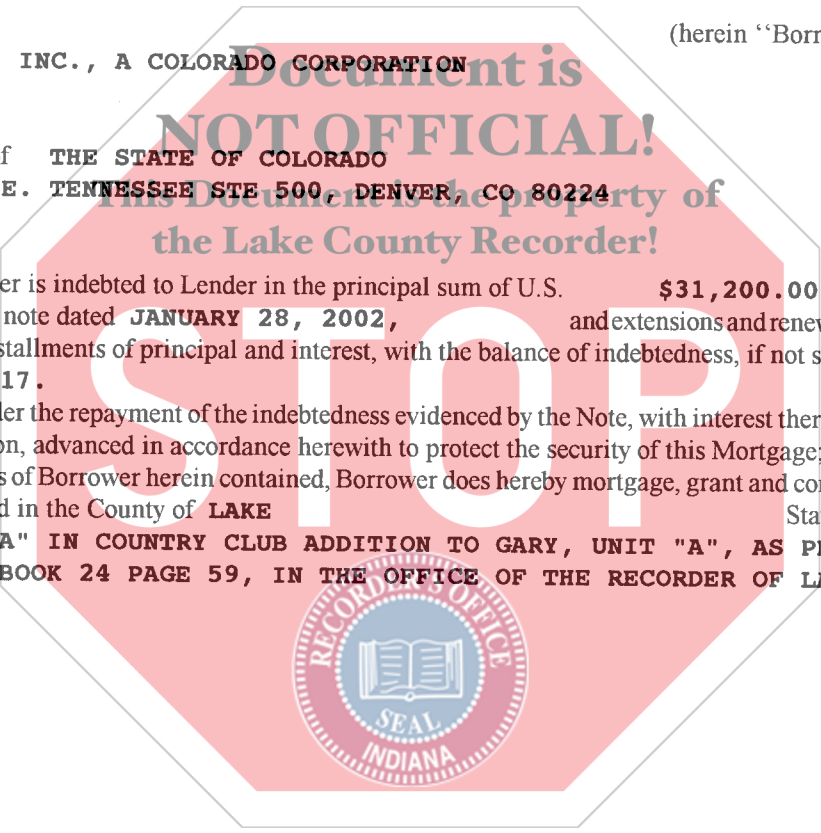 (herein “Borr
INC., A COLORADO CORPORATION
Document is
NOT OFFICIAL!
f THE STATE OF COLORADO
E. TENNESSEE STE 500, DENVER, CO 80224
This Document is the property of
the Lake County Recorder!
er is indebted to Lender in the principal sum of U.S. $31,200.00
note dated JANUARY 28, 2002, and extensions and renew
stallments of principal and interest, with the balance of indebtedness, if not s
17.
der the repayment of the indebtedness evidenced by the Note, with interest ther
on, advanced in accordance herewith to protect the security of this Mortgage;
s of Borrower herein contained, Borrower does hereby mortgage, grant and co
d in the County of LAKE Sta
STOP
A" IN COUNTRY CLUB ADDITION TO GARY, UNIT "A", AS P
BOOK 24 PAGE 59, IN THE OFFICE OF THE RECORDER OF LA
RECORDER'S OFFICE
SEAL
INDIANA